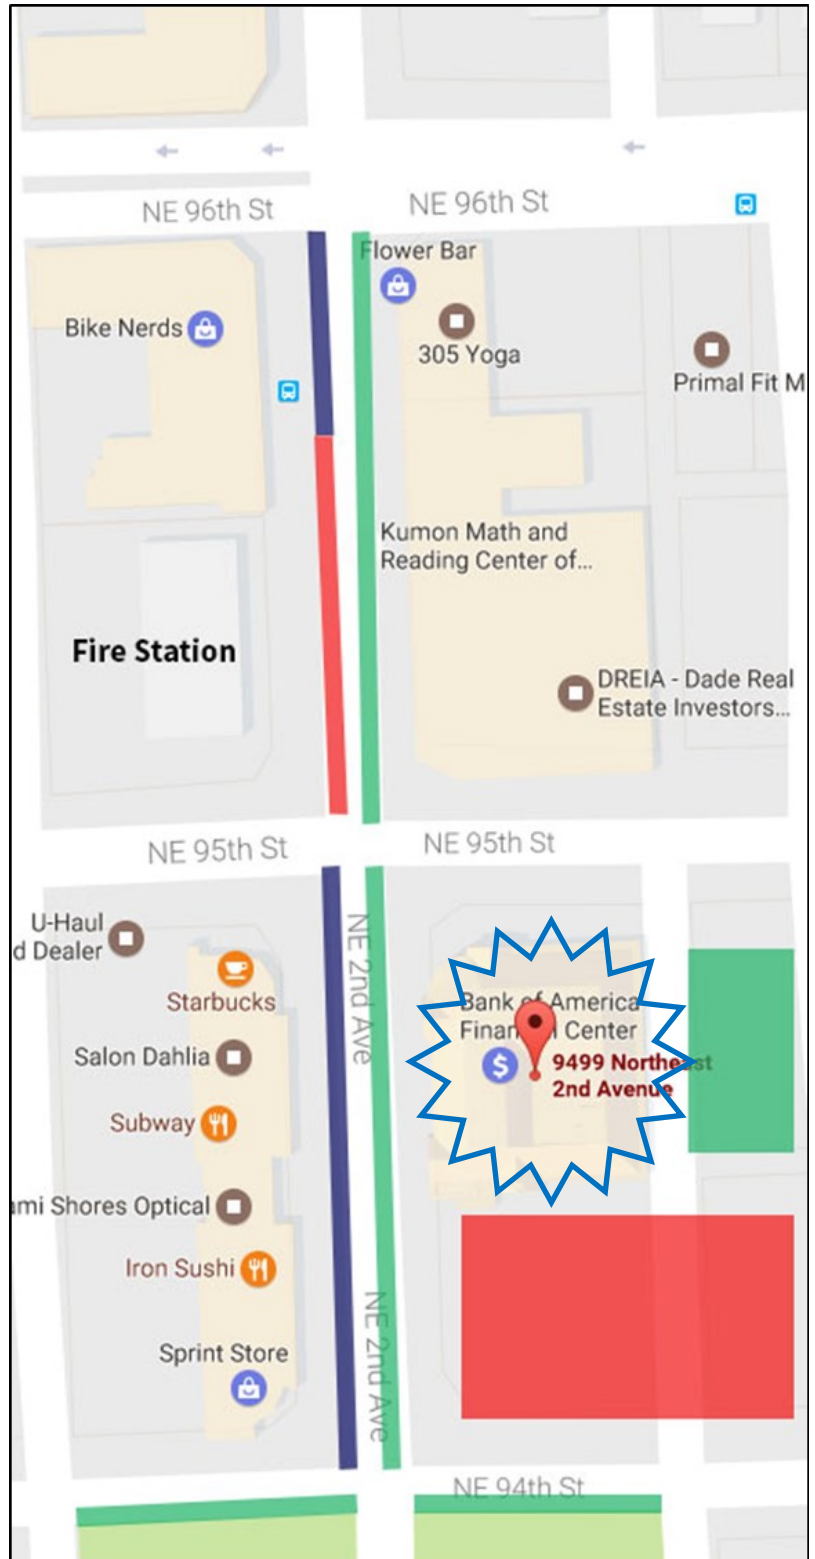 NE 96th St
NE 96th St
Flower Bar
Bike Nerds
305 Yoga
Primal Fit M
Kumon Math and
Reading Center of...
Fire Station
DREIA - Dade Real
Estate Investors...
NE 95th St
NE 95th St
U-Haul
d Dealer
NE 2nd Ave
Starbucks
Bank of America
Financial Center
Salon Dahlia
$
9499 Northeast
2nd Avenue
Subway
ami Shores Optical
Iron Sushi
NE 2nd Ave
Sprint Store
NE 94th St